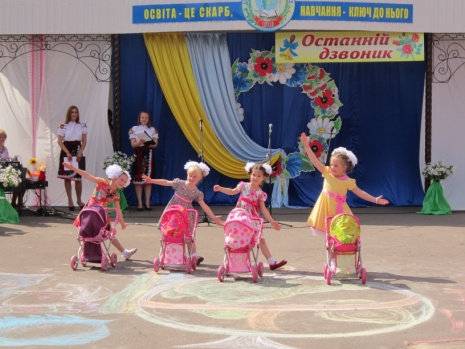 ОСВІТА - ЦЕ СКАРБ, НАВЧАННЯ - КЛЮЧ ДО НЬОГО
Останній
дзвоник